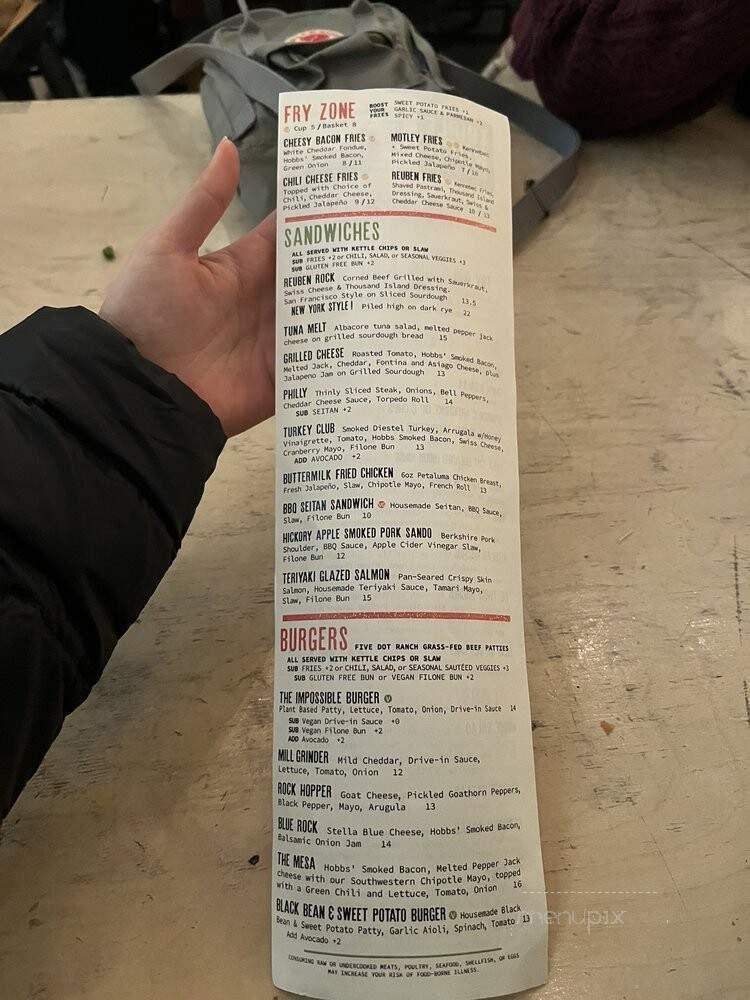 FRY ZONE
BOOST YOUR FRIES
SWEET POTATO FRIES +1
GARLIC SAUCE & PARMESAN +1
SPICY +1
Cup 5 / Basket 8
CHEESY BACON FRIES
White Cheddar Fondue,
Hobbs' Smoked Bacon,
Green Onion 8/11
MOTLEY FRIES Kennebec
+ Sweet Potato Fries,
Mixed Cheese, Chipotle Mayo,
Pickled Jalapeño 7/10
CHILI CHEESE FRIES
Topped with Choice of
Chili, Cheddar Cheese,
Pickled Jalapeño 9/12
REUBEN FRIES Kennebec Fries,
Shaved Pastrami, Thousand Island
Dressing, Sauerkraut, Swiss &
Cheddar Cheese Sauce 10/13
SANDWICHES
ALL SERVED WITH KETTLE CHIPS OR SLAW
SUB FRIES +2 or CHILI, SALAD, or SEASONAL VEGGIES +3
SUB GLUTEN FREE BUN +2
REUBEN ROCK Corned Beef Grilled with Sauerkraut,
Swiss Cheese & Thousand Island Dressing.
San Francisco Style on Sliced Sourdough 13.5
NEW YORK STYLE! Piled high on dark rye 22
TUNA MELT Albacore tuna salad, melted pepper jack
cheese on grilled sourdough bread 15
GRILLED CHEESE Roasted Tomato, Hobbs' Smoked Bacon,
Melted Jack, Cheddar, Fontina and Asiago Cheese, plus
Jalapeno Jam on Grilled Sourdough 13
PHILLY Thinly Sliced Steak, Onions, Bell Peppers,
Cheddar Cheese Sauce, Torpedo Roll 14
SUB SEITAN +2
TURKEY CLUB Smoked Diestel Turkey, Arrugala w/Honey
Vinaigrette, Tomato, Hobbs Smoked Bacon, Swiss Cheese,
Cranberry Mayo, Filone Bun 13
ADD AVOCADO +2
BUTTERMILK FRIED CHICKEN 6oz Petaluma Chicken Breast,
Fresh Jalapeño, Slaw, Chipotle Mayo, French Roll 13
BBQ SEITAN SANDWICH Housemade Seitan, BBQ Sauce,
Slaw, Filone Bun 10
HICKORY APPLE SMOKED PORK SANDO Berkshire Pork
Shoulder, BBQ Sauce, Apple Cider Vinegar Slaw,
Filone Bun 12
TERIYAKI GLAZED SALMON Pan-Seared Crispy Skin
Salmon, Housemade Teriyaki Sauce, Tamari Mayo,
Slaw, Filone Bun 15
BURGERS FIVE DOT RANCH GRASS-FED BEEF PATTIES
ALL SERVED WITH KETTLE CHIPS OR SLAW
SUB FRIES +2 or CHILI, SALAD, or SEASONAL SAUTÉED VEGGIES +3
SUB GLUTEN FREE BUN or VEGAN FILONE BUN +2
THE IMPOSSIBLE BURGER V
Plant Based Patty, Lettuce, Tomato, Onion, Drive-in Sauce 14
SUB Vegan Drive-in Sauce +0
SUB Vegan Filone Bun +2
ADD Avocado +2
MILL GRINDER Mild Cheddar, Drive-in Sauce,
Lettuce, Tomato, Onion 12
ROCK HOPPER Goat Cheese, Pickled Goathorn Peppers,
Black Pepper, Mayo, Arugula 13
BLUE ROCK Stella Blue Cheese, Hobbs' Smoked Bacon,
Balsamic Onion Jam 14
THE MESA Hobbs' Smoked Bacon, Melted Pepper Jack
cheese with our Southwestern Chipotle Mayo, topped
with a Green Chili and Lettuce, Tomato, Onion 16
BLACK BEAN & SWEET POTATO BURGER V Housemade Black
Bean & Sweet Potato Patty, Garlic Aioli, Spinach, Tomato 13
Add Avocado +2
CONSUMING RAW OR UNDERCOOKED MEATS, POULTRY, SEAFOOD, SHELLFISH, OR EGGS
MAY INCREASE YOUR RISK OF FOOD-BORNE ILLNESS.
menupix